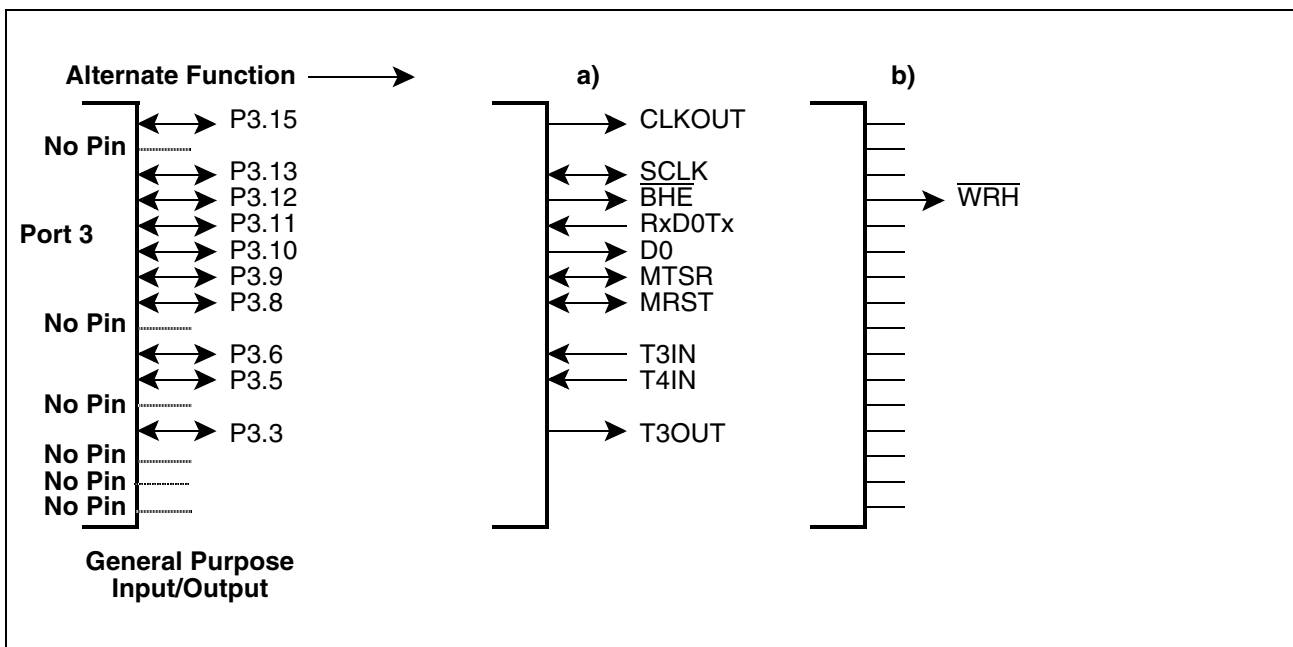 Alternate Function a) b)
P3.15 CLKOUT
No Pin
P3.13 SCLK
P3.12 BHE WRH
P3.11 RxD0Tx
Port 3
P3.10 D0
P3.9 MTSR
P3.8 MRST
No Pin
P3.6 T3IN
P3.5 T4IN
No Pin
P3.3 T3OUT
No Pin
No Pin
No Pin
General Purpose
Input/Output